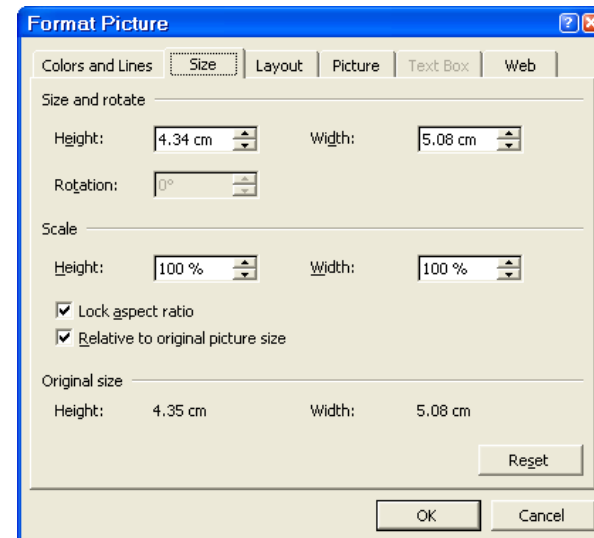 Format Picture
Colors and Lines Size Layout Picture Text Box Web
Size and rotate
Height: 4.34 cm Width: 5.08 cm
Rotation: 0°
Scale
Height: 100 % Width: 100 %
Lock aspect ratio
Relative to original picture size
Original size
Height: 4.35 cm Width: 5.08 cm
Reset
OK Cancel